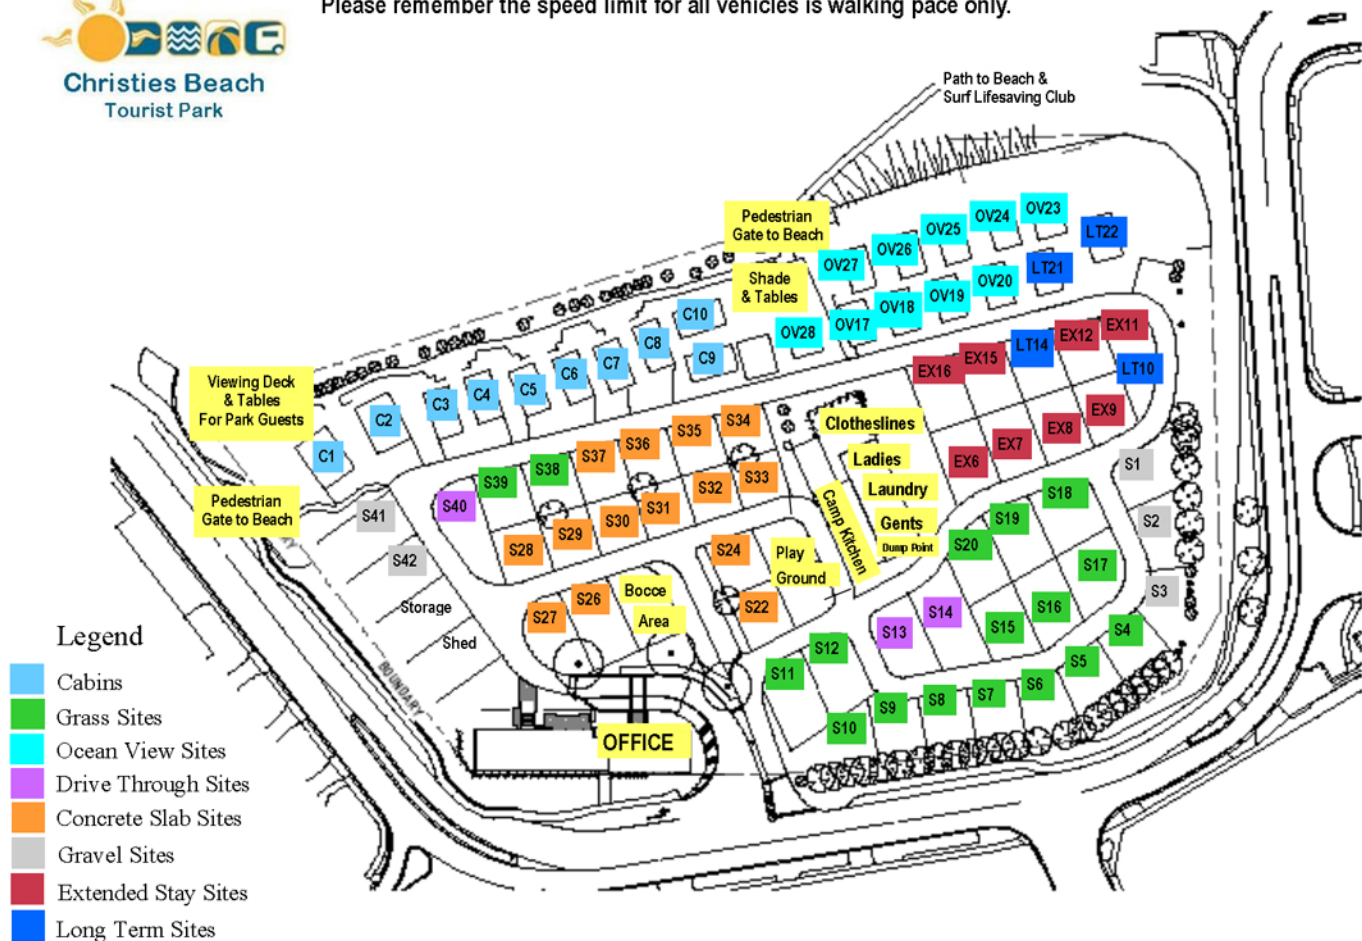 Please remember the speed limit for all vehicles is walking pace only.
Christies Beach
Tourist Park
Path to Beach &
Surf Lifesaving Club
Pedestrian
Gate to Beach
Shade
& Tables
OV23
OV24
OV25
OV26
OV27
LT22
LT21
OV20
OV19
OV18
OV17
OV28
C10
C9
C8
C7
C6
C5
C4
C3
C2
C1
Viewing Deck
& Tables
For Park Guests
Pedestrian
Gate to Beach
EX11
EX12
LT14
EX15
EX16
LT10
EX9
EX8
EX7
EX6
S34
S35
S36
S37
S38
S39
S40
S33
S32
S31
S30
S29
S28
S41
S42
Storage
Shed
Clotheslines
Ladies
Laundry
Gents
Dump Point
Camp Kitchen
S1
S2
S3
S18
S19
S20
S17
S16
S15
S14
S13
S24
Play
Ground
S22
Bocce
Area
S26
S27
S4
S5
S6
S7
S8
S9
S10
S11
S12
OFFICE
BOUNDARY
Legend
Cabins
Grass Sites
Ocean View Sites
Drive Through Sites
Concrete Slab Sites
Gravel Sites
Extended Stay Sites
Long Term Sites